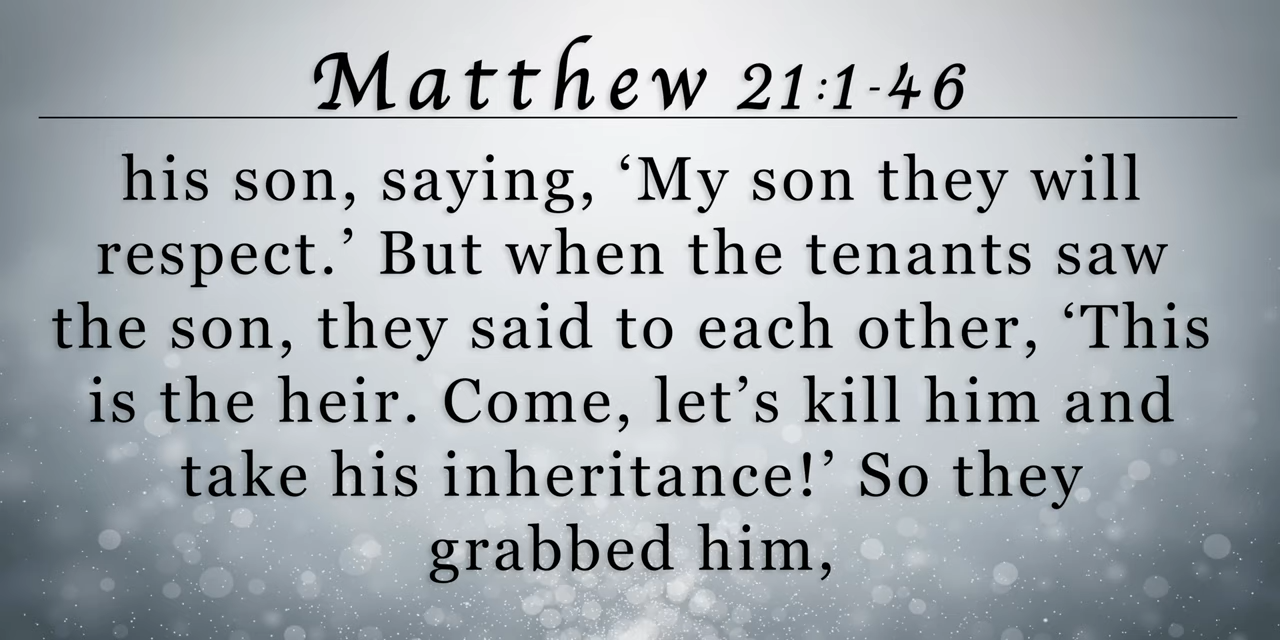 Matthew 21:1-46
his son, saying, ‘My son they will
respect.’ But when the tenants saw
the son, they said to each other, ‘This
is the heir. Come, let’s kill him and
take his inheritance!’ So they
grabbed him,